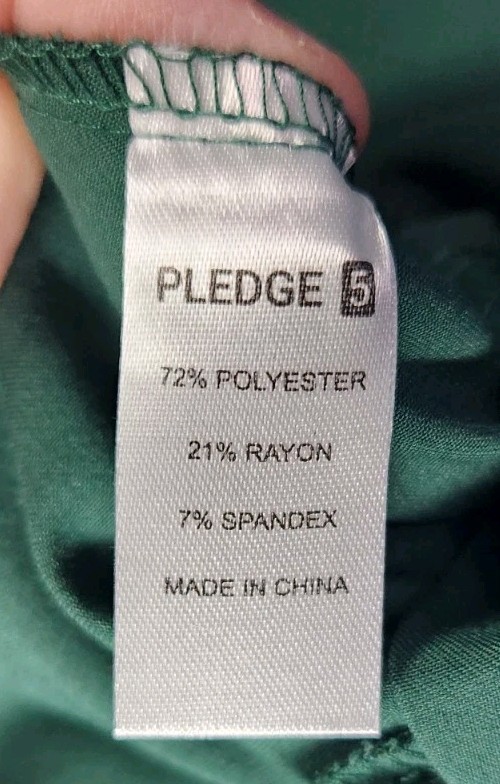 PLEDGE 5
72% POLYESTER
21% RAYON
7% SPANDEX
MADE IN CHINA